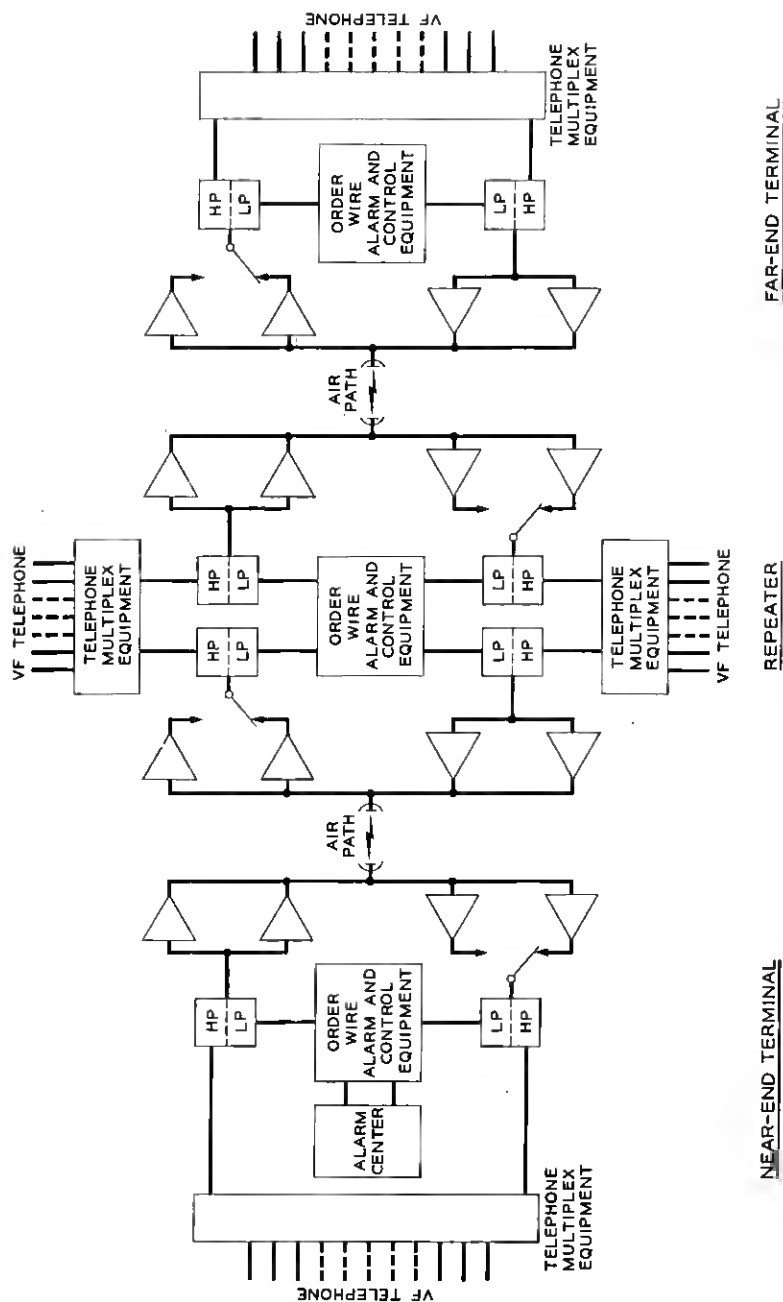 VF TELEPHONE
TELEPHONE
MULTIPLEX
EQUIPMENT
HP
LP
ORDER
WIRE
ALARM AND
CONTROL
EQUIPMENT
LP
HP
FAR-END TERMINAL
AIR
PATH
VF TELEPHONE
TELEPHONE
MULTIPLEX
EQUIPMENT
HP
LP
HP
LP
ORDER
WIRE
ALARM AND
CONTROL
EQUIPMENT
LP
HP
LP
HP
TELEPHONE
MULTIPLEX
EQUIPMENT
VF TELEPHONE
REPEATER
AIR
PATH
HP
LP
ORDER
WIRE
ALARM AND
CONTROL
EQUIPMENT
ALARM
CENTER
LP
HP
TELEPHONE
MULTIPLEX
EQUIPMENT
VF TELEPHONE
NEAR-END TERMINAL